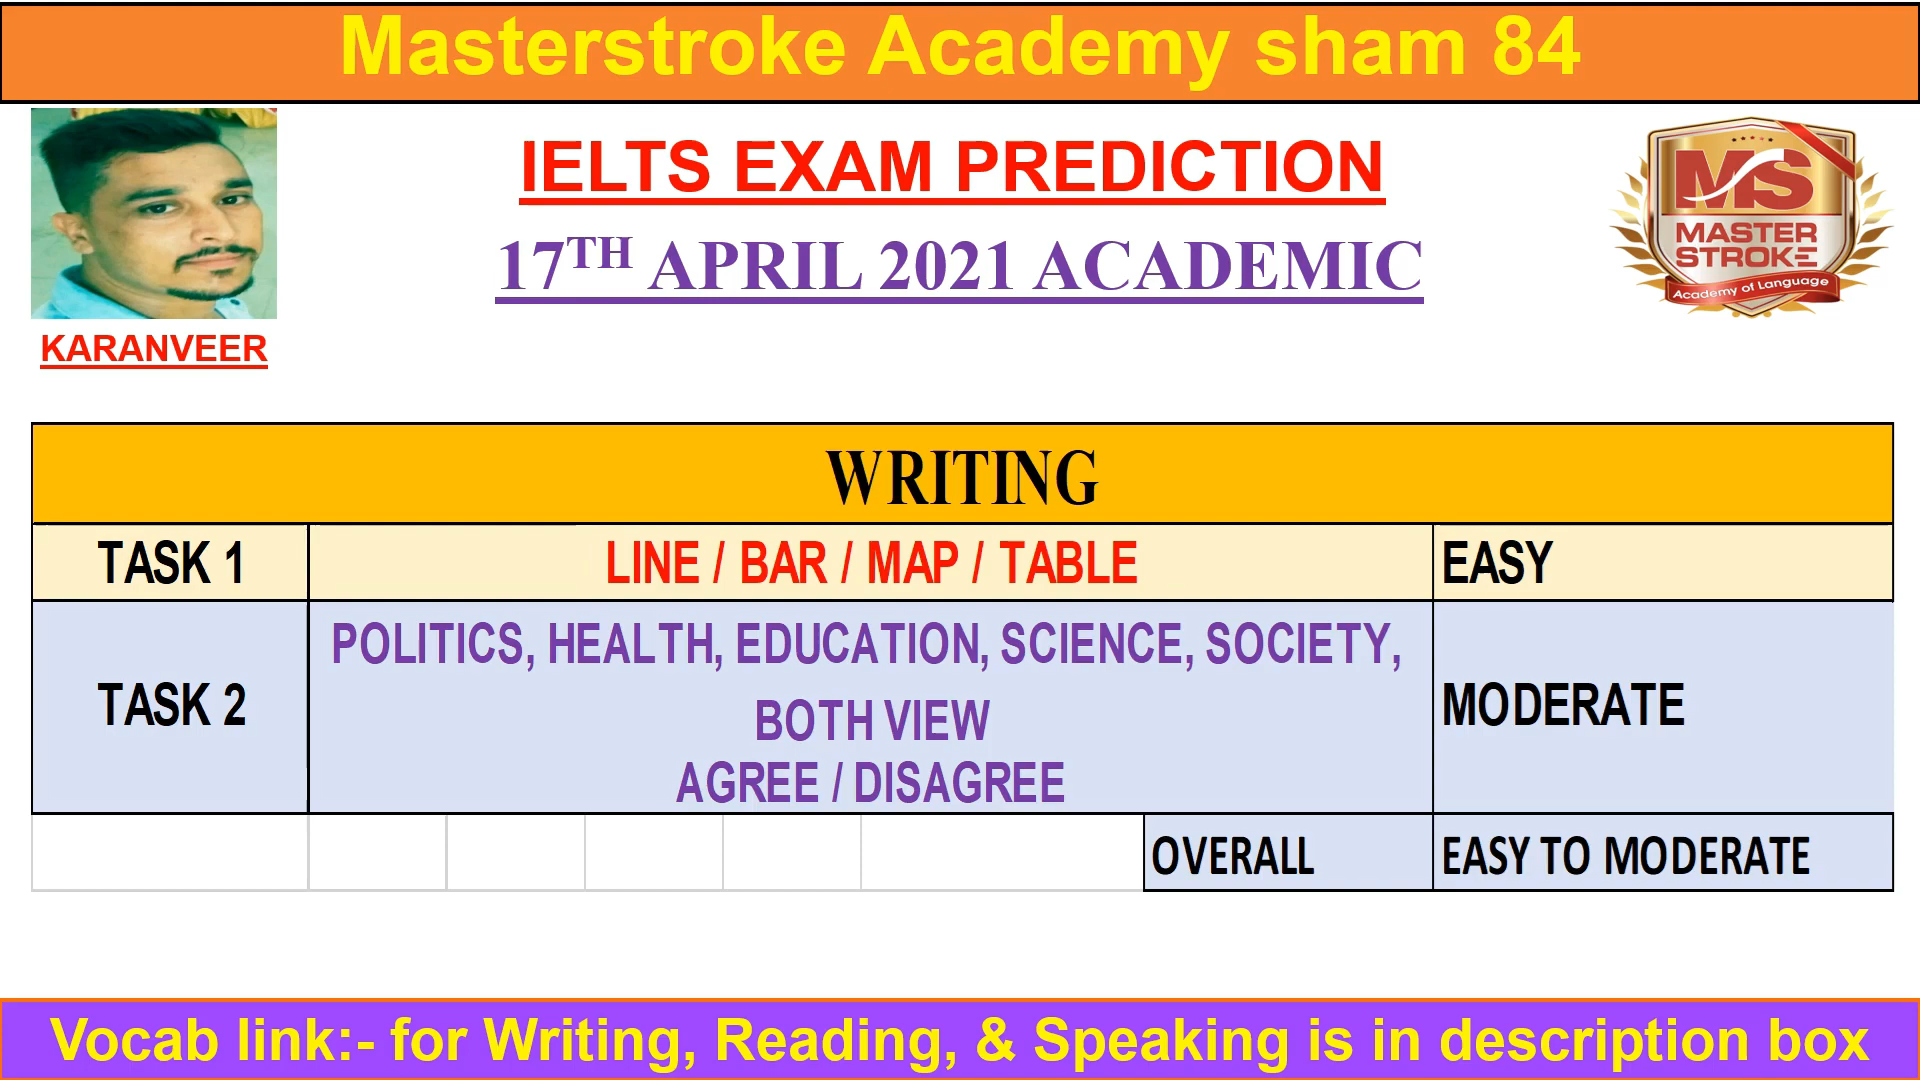 Masterstroke Academy sham 84
IELTS EXAM PREDICTION
17TH APRIL 2021 ACADEMIC
MS
MASTER
STROKE
Academy of Language
KARANVEER
WRITING
TASK 1 LINE / BAR / MAP / TABLE EASY
POLITICS, HEALTH, EDUCATION, SCIENCE, SOCIETY,
TASK 2 BOTH VIEW MODERATE
AGREE / DISAGREE
OVERALL EASY TO MODERATE
Vocab link:- for Writing, Reading, & Speaking is in description box